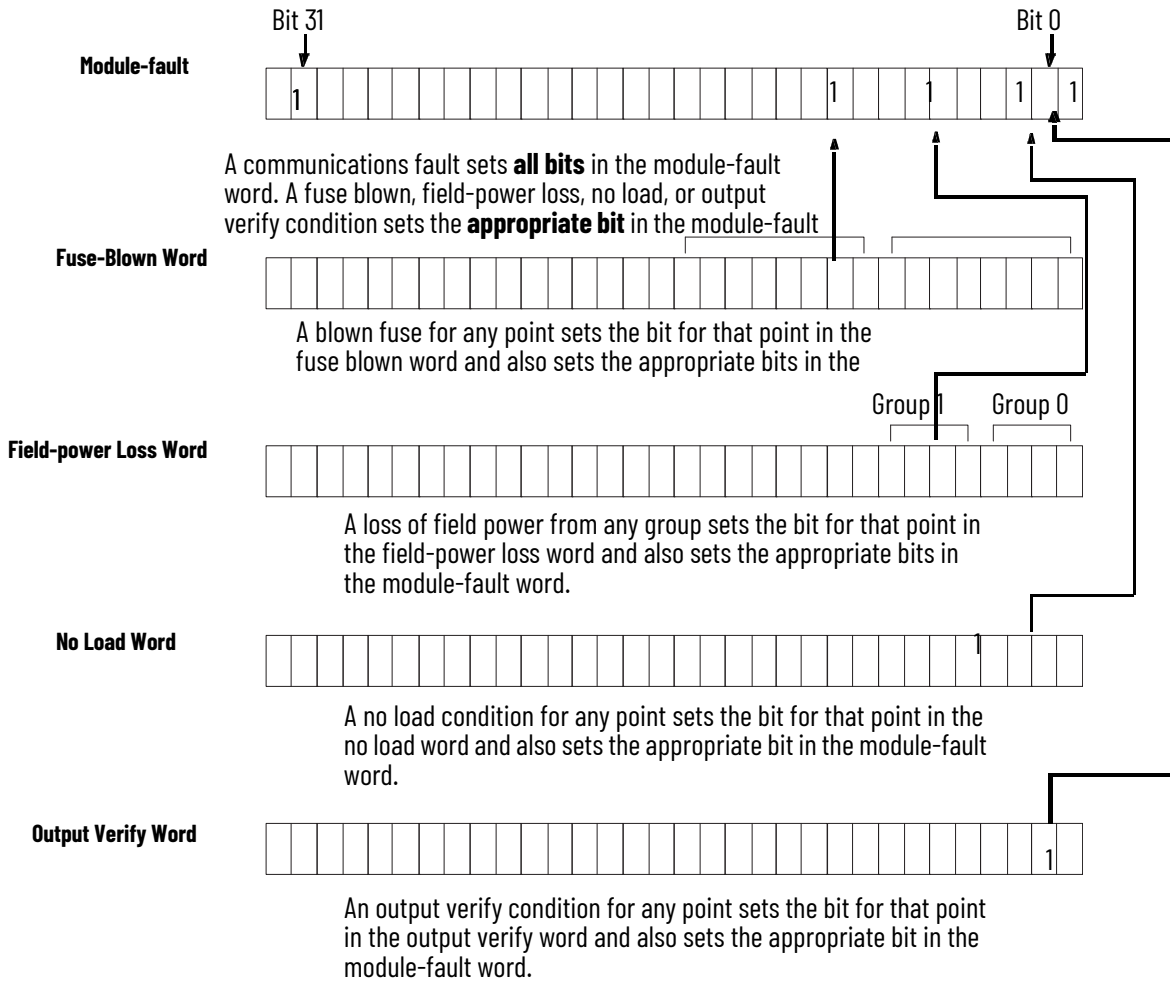 Bit 31 Bit 0
Module-fault
1 1 1 1 1
A communications fault sets all bits in the module-fault
word. A fuse blown, field-power loss, no load, or output
verify condition sets the appropriate bit in the module-fault
Fuse-Blown Word
A blown fuse for any point sets the bit for that point in the
fuse blown word and also sets the appropriate bits in the
Group 1 Group 0
Field-power Loss Word
A loss of field power from any group sets the bit for that point in
the field-power loss word and also sets the appropriate bits in
the module-fault word.
No Load Word
1
A no load condition for any point sets the bit for that point in the
no load word and also sets the appropriate bit in the module-fault
word.
Output Verify Word
1
An output verify condition for any point sets the bit for that point
in the output verify word and also sets the appropriate bit in the
module-fault word.